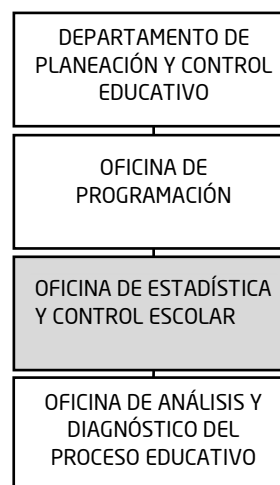 DEPARTAMENTO DE
PLANEACIÓN Y CONTROL
EDUCATIVO
OFICINA DE
PROGRAMACIÓN
OFICINA DE ESTADÍSTICA
Y CONTROL ESCOLAR
OFICINA DE ANÁLISIS Y
DIAGNÓSTICO DEL
PROCESO EDUCATIVO